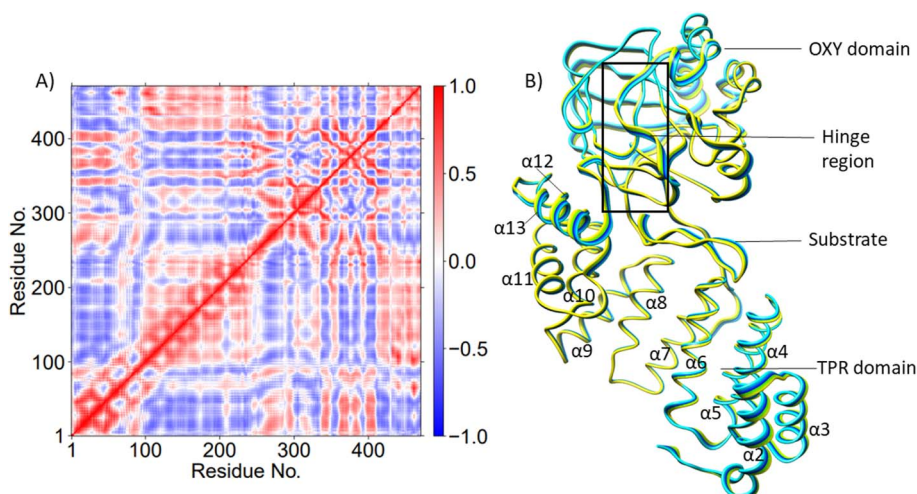 A)
1.0
0.5
0.0
−0.5
−1.0
400
300
200
100
1
Residue No.
1 100 200 300 400
Residue No.
B)
OXY domain
Hinge
region
α12
α13
Substrate
α11
α10
α8
α9
α7
α6
α4
TPR domain
α5
α3
α2